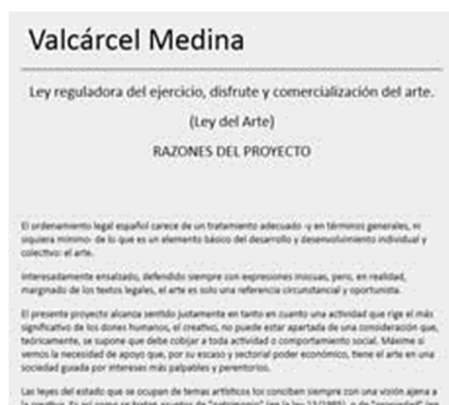 Valcárcel Medina
Ley reguladora del ejercicio, disfrute y comercialización del arte.
(Ley del Arte)
RAZONES DEL PROYECTO
El ordenamiento legal español carece de un tratamiento adecuado -y en términos generales, ni
siquiera mínimo- de lo que es un elemento básico del desarrollo y desenvolvimiento individual y
colectivo: el arte.
Interesadamente ensalzado, defendido siempre con expresiones inocuas, pero, en realidad,
marginado de los textos legales, el arte es solo una referencia circunstancial y oportunista.
El presente proyecto alcanza sentido justamente en tanto en cuanto una actividad que rige el más
significativo de los dones humanos, el creativo, no puede estar apartada de una consideración que,
teóricamente, se supone que debe cobijar a toda actividad o comportamiento social. Máxime si
vemos la necesidad de apoyo que, por su escaso y sectorial poder económico, tiene el arte en una
sociedad guiada por intereses más palpables y perentorios.
Las leyes del estado que se ocupan de temas artísticos los conciben siempre con una visión ajena a